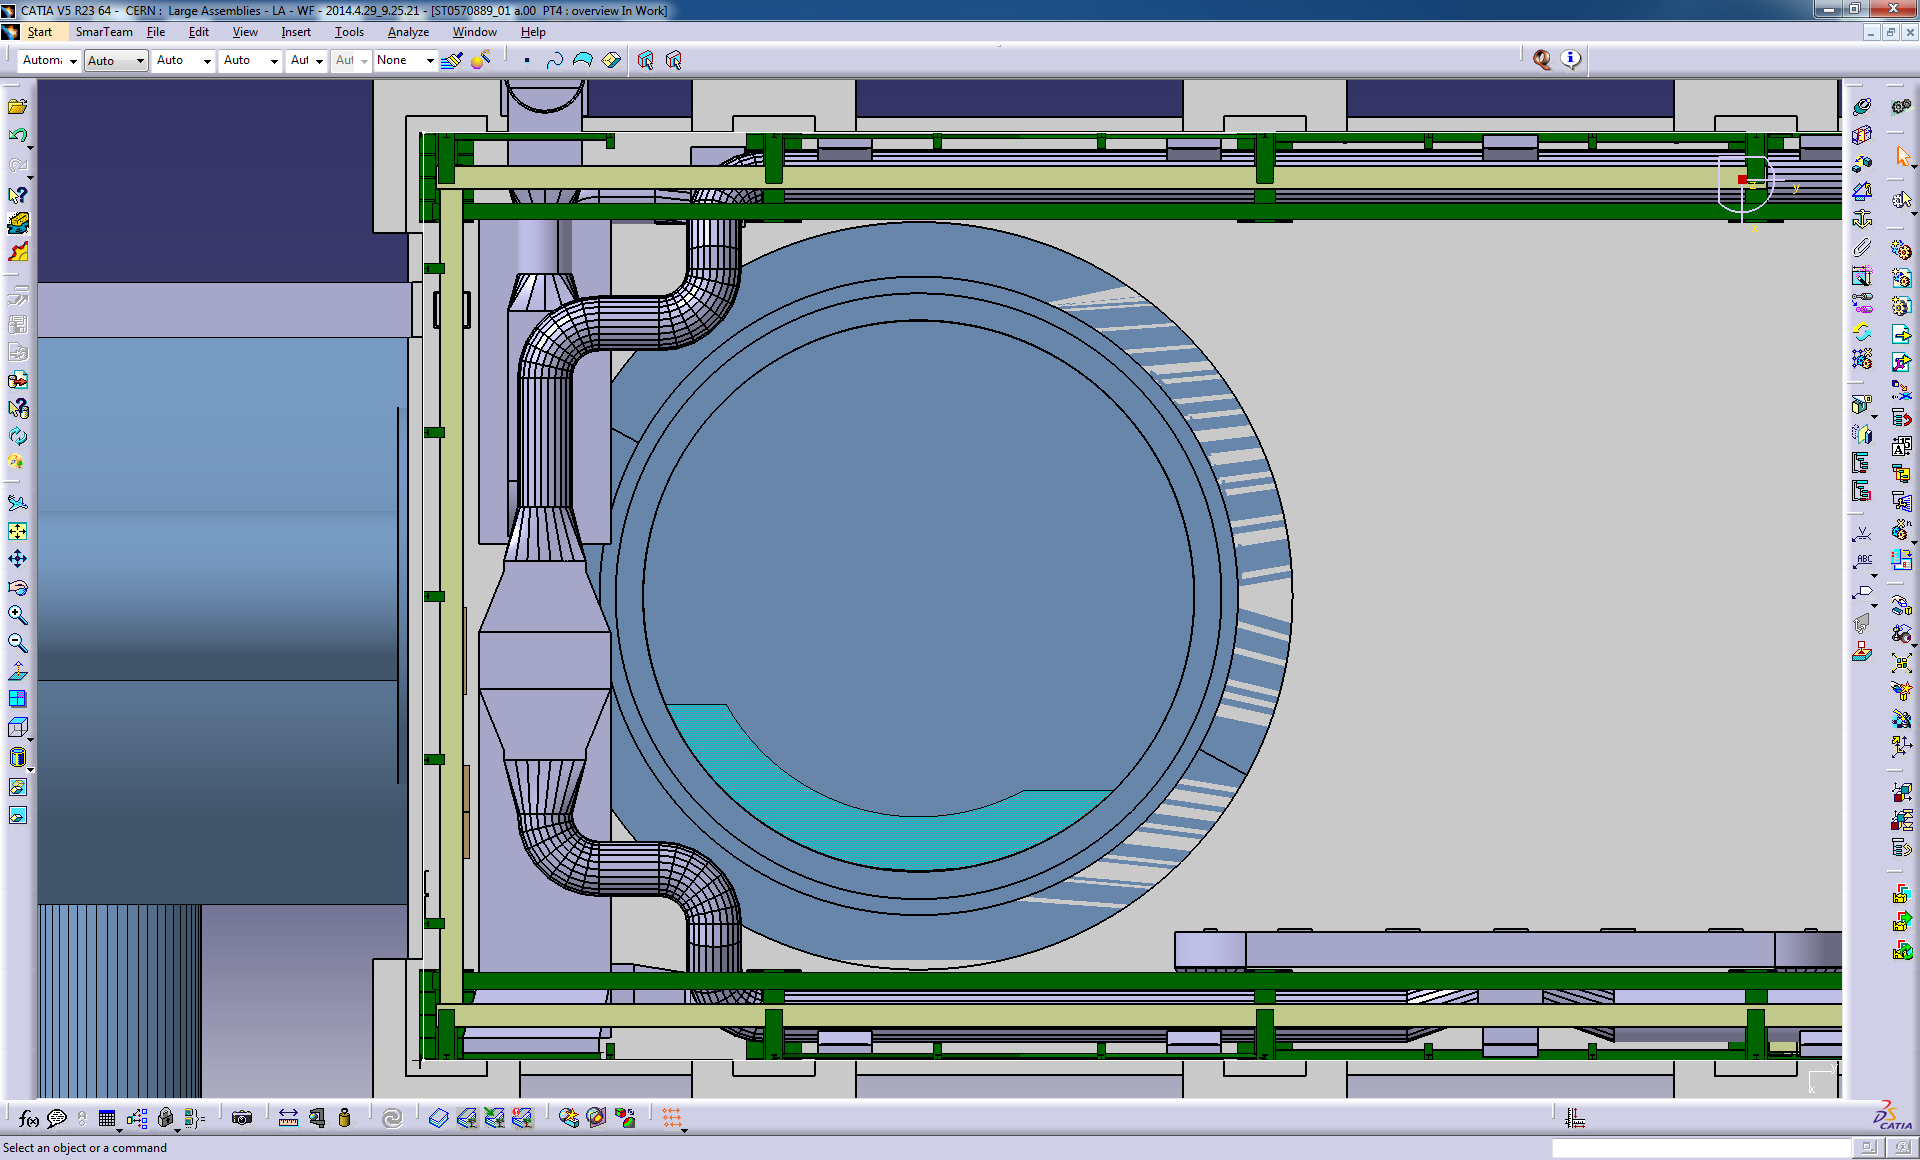 CATIA V5 R23 64 - CERN : Large Assemblies - LA - WF - 2014.4.29_9.25.21 - [ST0570889_01 a.00 PT4 : overview In Work]
Start SmarTeam File Edit View Insert Tools Analyze Window Help
Auto Auto Auto None
y
z
x
ABC
y
x
f(x)
CATIA
Select an object or a command